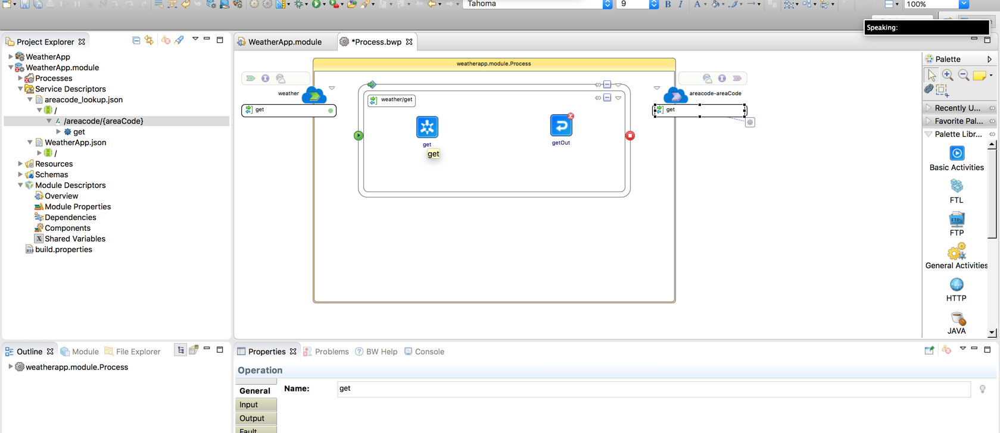 Tahoma
9
B
I
A
100%
Speaking:
Project Explorer
WeatherApp
WeatherApp.module
Processes
Service Descriptors
areacode_lookup.json
/
/areacode/{areaCode}
get
WeatherApp.json
/
Resources
Schemas
Module Descriptors
Overview
Module Properties
Dependencies
Components
Shared Variables
build.properties
WeatherApp.module
*Process.bwp
weatherapp.module.Process
weather
get
weather/get
get
get
getOut
areacode-areaCode
get
Palette
Recently U...
Favorite Pal...
Palette Libr...
Basic Activities
FTL
FTP
General Activities
HTTP
JAVA
Outline
Module
File Explorer
weatherapp.module.Process
Properties
Problems
BW Help
Console
Operation
General
Name:
get
Input
Output
Fault